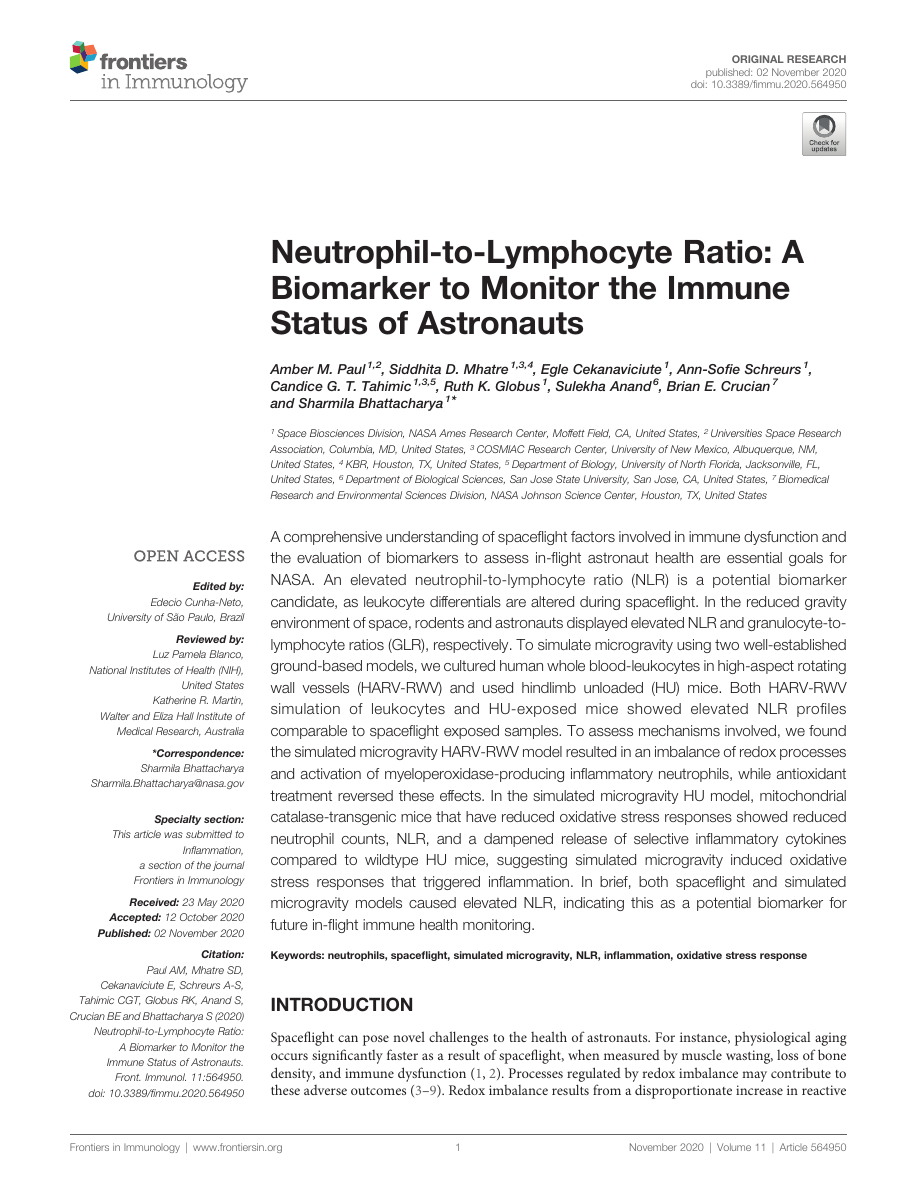 frontiers
in Immunology
ORIGINAL RESEARCH
published: 02 November 2020
doi: 10.3389/fimmu.2020.564950
Check for
updates
Neutrophil-to-Lymphocyte Ratio: A
Biomarker to Monitor the Immune
Status of Astronauts
Amber M. Paul 1,2, Siddhita D. Mhatre 1,3,4, Egle Cekanaviciute 1, Ann-Sofie Schreurs 1,
Candice G. T. Tahimic 1,3,5, Ruth K. Globus 1, Sulekha Anand 6, Brian E. Crucian 7
and Sharmila Bhattacharya 1*
1 Space Biosciences Division, NASA Ames Research Center, Moffett Field, CA, United States, 2 Universities Space Research
Association, Columbia, MD, United States, 3 COSMIAC Research Center, University of New Mexico, Albuquerque, NM,
United States, 4 KBR, Houston, TX, United States, 5 Department of Biology, University of North Florida, Jacksonville, FL,
United States, 6 Department of Biological Sciences, San Jose State University, San Jose, CA, United States, 7 Biomedical
Research and Environmental Sciences Division, NASA Johnson Science Center, Houston, TX, United States
OPEN ACCESS
Edited by:
Edecio Cunha-Neto,
University of São Paulo, Brazil
Reviewed by:
Luz Pamela Blanco,
National Institutes of Health (NIH),
United States
Katherine R. Martin,
Walter and Eliza Hall Institute of
Medical Research, Australia
*Correspondence:
Sharmila Bhattacharya
Sharmila.Bhattacharya@nasa.gov
Specialty section:
This article was submitted to
Inflammation,
a section of the journal
Frontiers in Immunology
Received: 23 May 2020
Accepted: 12 October 2020
Published: 02 November 2020
Citation:
Paul AM, Mhatre SD,
Cekanaviciute E, Schreurs A-S,
Tahimic CGT, Globus RK, Anand S,
Crucian BE and Bhattacharya S (2020)
Neutrophil-to-Lymphocyte Ratio:
A Biomarker to Monitor the
Immune Status of Astronauts.
Front. Immunol. 11:564950.
doi: 10.3389/fimmu.2020.564950
A comprehensive understanding of spaceflight factors involved in immune dysfunction and
the evaluation of biomarkers to assess in-flight astronaut health are essential goals for
NASA. An elevated neutrophil-to-lymphocyte ratio (NLR) is a potential biomarker
candidate, as leukocyte differentials are altered during spaceflight. In the reduced gravity
environment of space, rodents and astronauts displayed elevated NLR and granulocyte-to-
lymphocyte ratios (GLR), respectively. To simulate microgravity using two well-established
ground-based models, we cultured human whole blood-leukocytes in high-aspect rotating
wall vessels (HARV-RWV) and used hindlimb unloaded (HU) mice. Both HARV-RWV
simulation of leukocytes and HU-exposed mice showed elevated NLR profiles
comparable to spaceflight exposed samples. To assess mechanisms involved, we found
the simulated microgravity HARV-RWV model resulted in an imbalance of redox processes
and activation of myeloperoxidase-producing inflammatory neutrophils, while antioxidant
treatment reversed these effects. In the simulated microgravity HU model, mitochondrial
catalase-transgenic mice that have reduced oxidative stress responses showed reduced
neutrophil counts, NLR, and a dampened release of selective inflammatory cytokines
compared to wildtype HU mice, suggesting simulated microgravity induced oxidative
stress responses that triggered inflammation. In brief, both spaceflight and simulated
microgravity models caused elevated NLR, indicating this as a potential biomarker for
future in-flight immune health monitoring.
Keywords: neutrophils, spaceflight, simulated microgravity, NLR, inflammation, oxidative stress response
INTRODUCTION
Spaceflight can pose novel challenges to the health of astronauts. For instance, physiological aging
occurs significantly faster as a result of spaceflight, when measured by muscle wasting, loss of bone
density, and immune dysfunction (1, 2). Processes regulated by redox imbalance may contribute to
these adverse outcomes (3–9). Redox imbalance results from a disproportionate increase in reactive
Frontiers in Immunology | www.frontiersin.org
1
November 2020 | Volume 11 | Article 564950